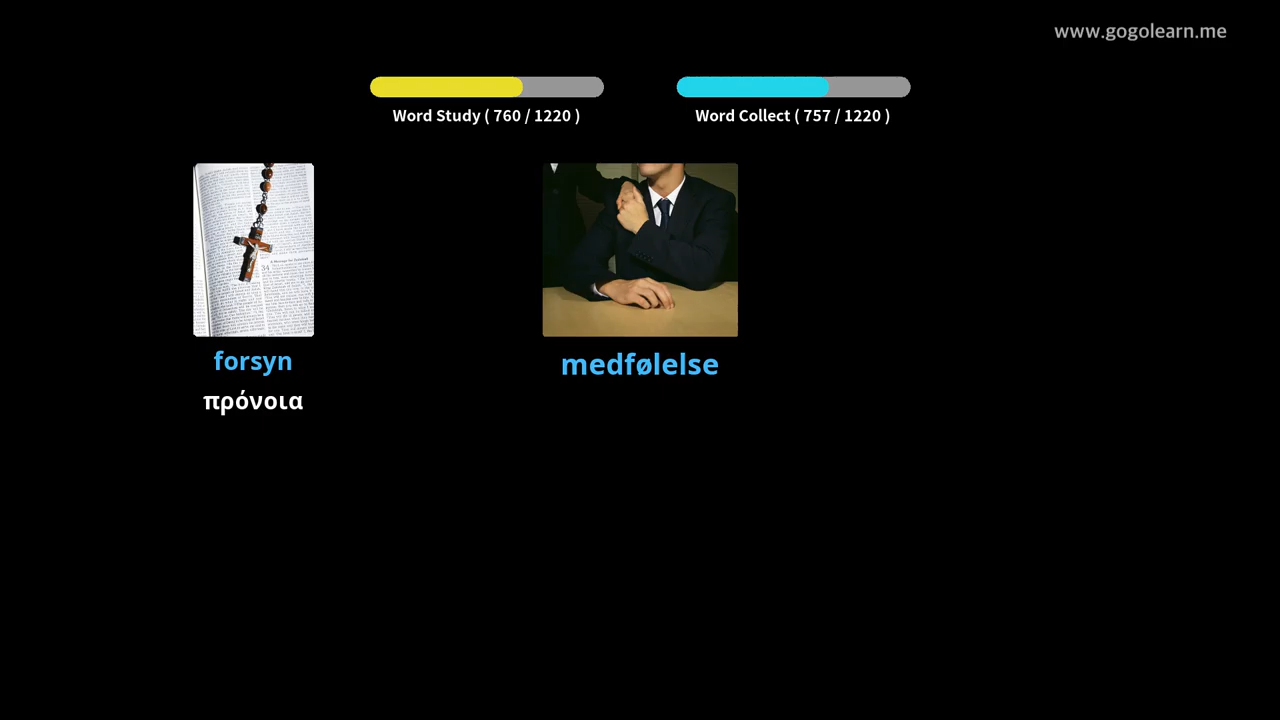 www.gogolearn.me
Word Study ( 760 / 1220 )
Word Collect ( 757 / 1220 )
forsyn
πρόνοια
medfølelse